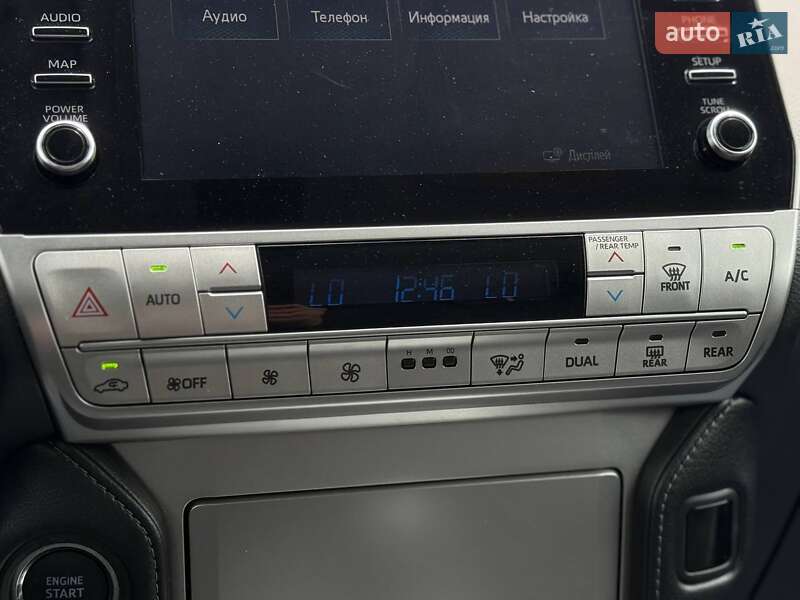 AUDIO
Аудио
Телефон
Информация
Настройка
PHONE
auto RIA
MAP
SETUP
POWER
VOLUME
TUNE
SCROLL
Дисплей
AUTO
LO
12:46
LO
PASSENGER
/ REAR TEMP
FRONT
A/C
OFF
H M
DUAL
REAR
REAR
ENGINE
START